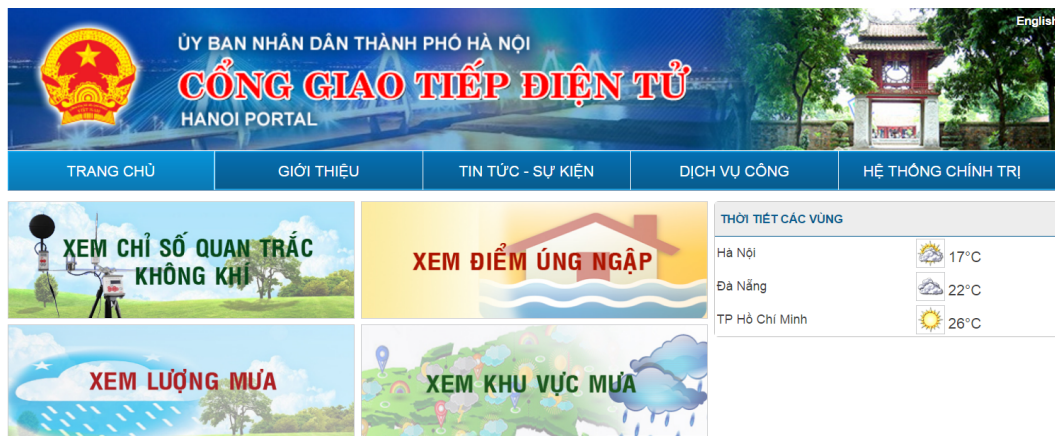 English
ỦY BAN NHÂN DÂN THÀNH PHỐ HÀ NỘI
CỔNG GIAO TIẾP ĐIỆN TỬ
HANOI PORTAL
TRANG CHỦ
GIỚI THIỆU
TIN TỨC - SỰ KIỆN
DỊCH VỤ CÔNG
HỆ THỐNG CHÍNH TRỊ
XEM CHỈ SỐ QUAN TRẮC
KHÔNG KHÍ
XEM ĐIỂM ÚNG NGẬP
THỜI TIẾT CÁC VÙNG
Hà Nội 17°C
Đà Nẵng 22°C
TP Hồ Chí Minh 26°C
XEM LƯỢNG MƯA
XEM KHU VỰC MƯA